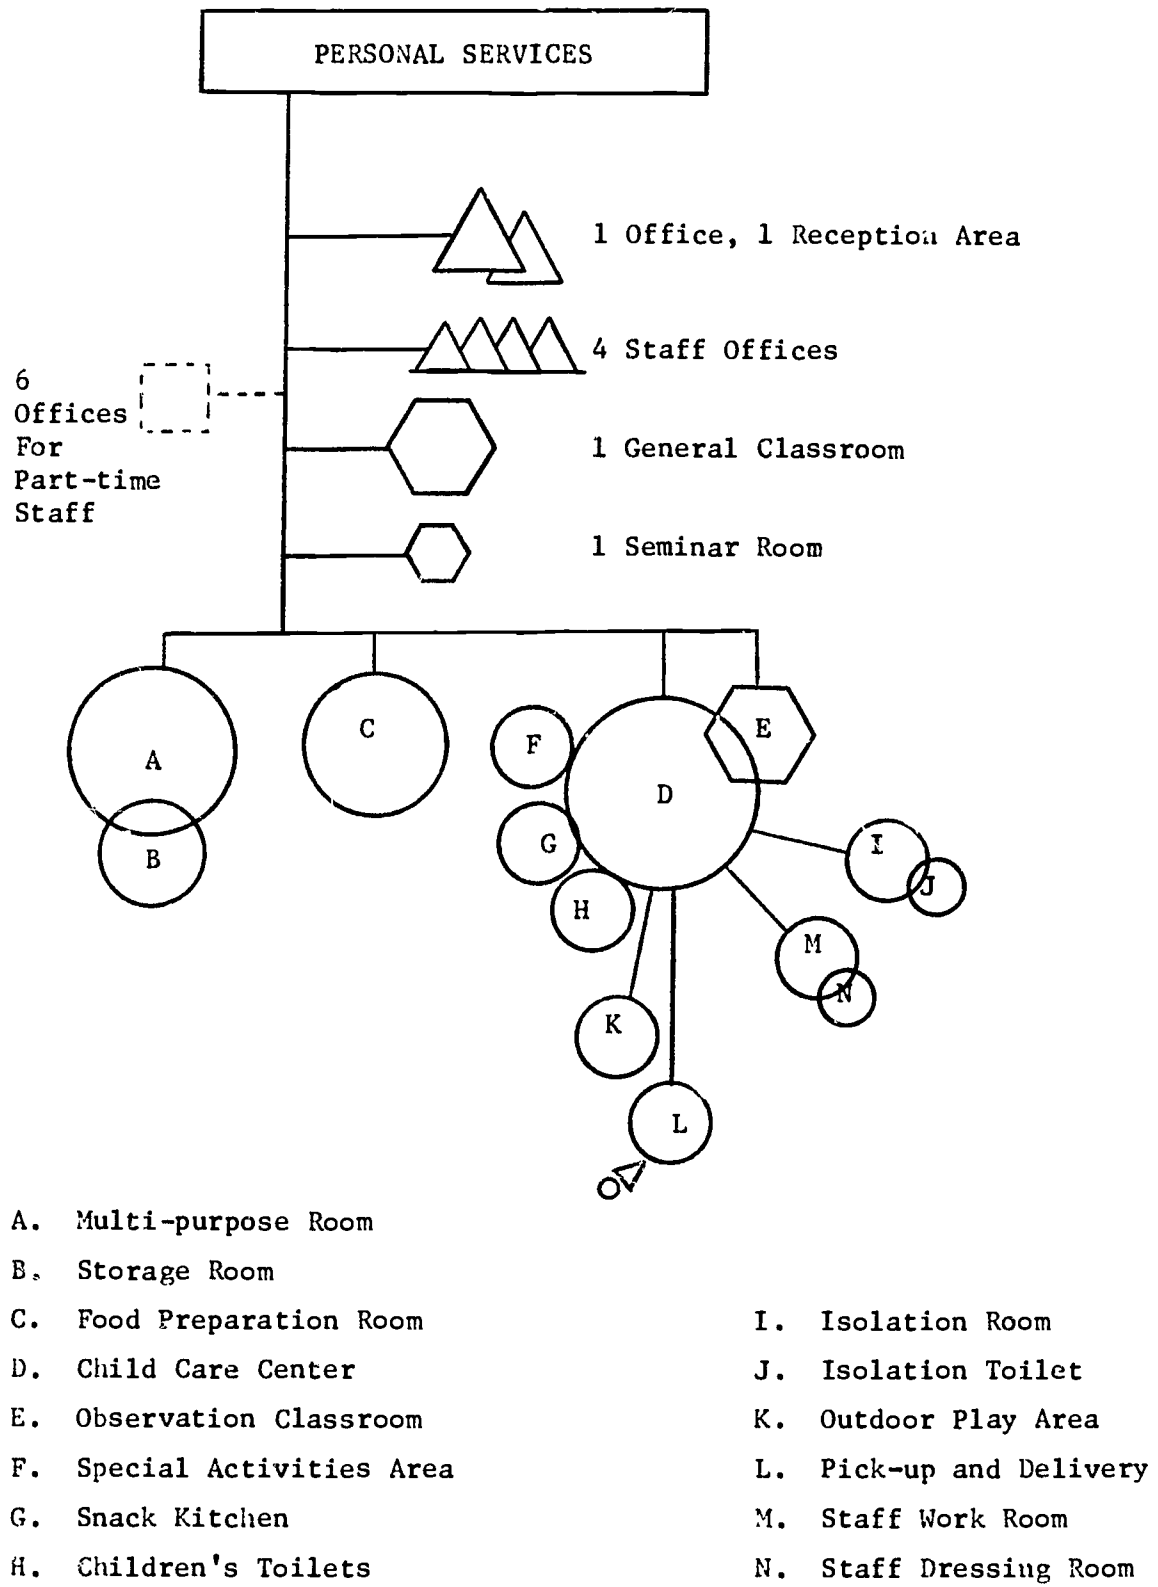 PERSONAL SERVICES
1 Office, 1 Reception Area
4 Staff Offices
6
Offices
For
Part-time
Staff
1 General Classroom
1 Seminar Room
A
B
C
D
E
F
G
H
I
J
K
L
M
N
A. Multi-purpose Room
B. Storage Room
C. Food Preparation Room
D. Child Care Center
E. Observation Classroom
F. Special Activities Area
G. Snack Kitchen
H. Children's Toilets
I. Isolation Room
J. Isolation Toilet
K. Outdoor Play Area
L. Pick-up and Delivery
M. Staff Work Room
N. Staff Dressing Room